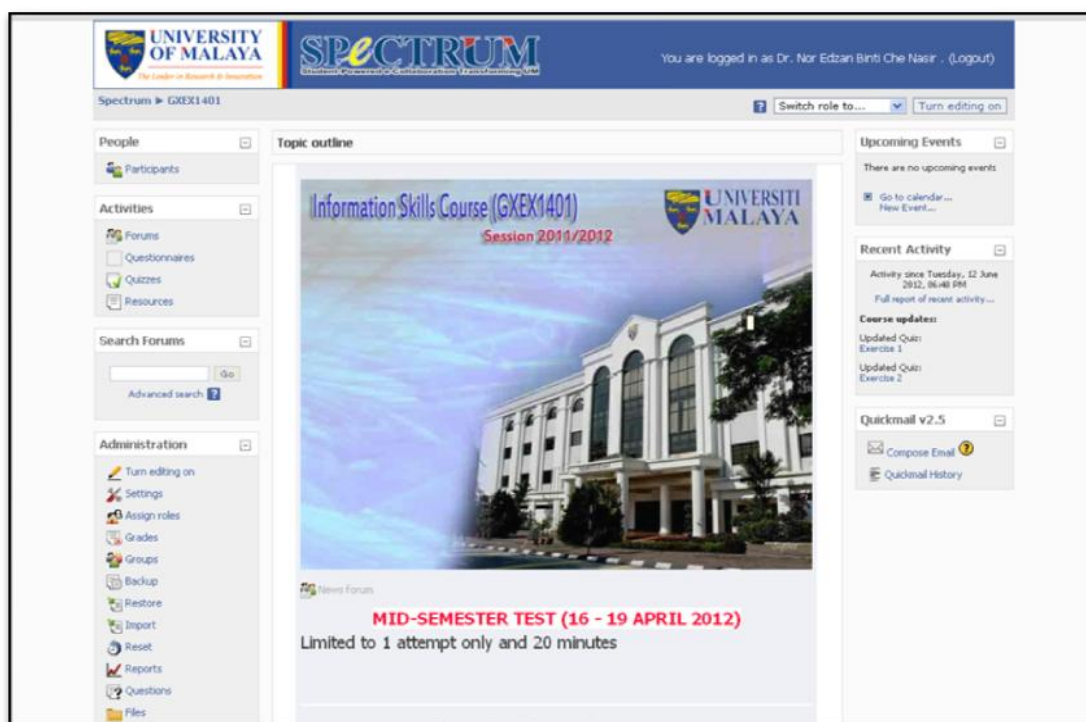 UNIVERSITY
OF MALAYA
The Leader in Research & Innovation
SPeCTRUM
Student-Powered e-Collaboration Transforming UM
You are logged in as Dr. Nor Edzan Binti Che Nasir . (Logout)
Spectrum ► GXEX1401
Switch role to...
Turn editing on
People
Participants
Activities
Forums
Questionnaires
Quizzes
Resources
Search Forums
Go
Advanced search ?
Administration
Turn editing on
Settings
Assign roles
Grades
Groups
Backup
Restore
Import
Reset
Reports
Questions
Files
Topic outline
Information Skills Course (GXEX1401)
Session 2011/2012
UNIVERSITI
MALAYA
News forum
MID-SEMESTER TEST (16 - 19 APRIL 2012)
Limited to 1 attempt only and 20 minutes
Upcoming Events
There are no upcoming events
Go to calendar...
New Event...
Recent Activity
Activity since Tuesday, 12 June
2012, 06:48 PM
Full report of recent activity...
Course updates:
Updated Quiz:
Exercise 1
Updated Quiz:
Exercise 2
Quickmail v2.5
Compose Email ?
Quickmail History